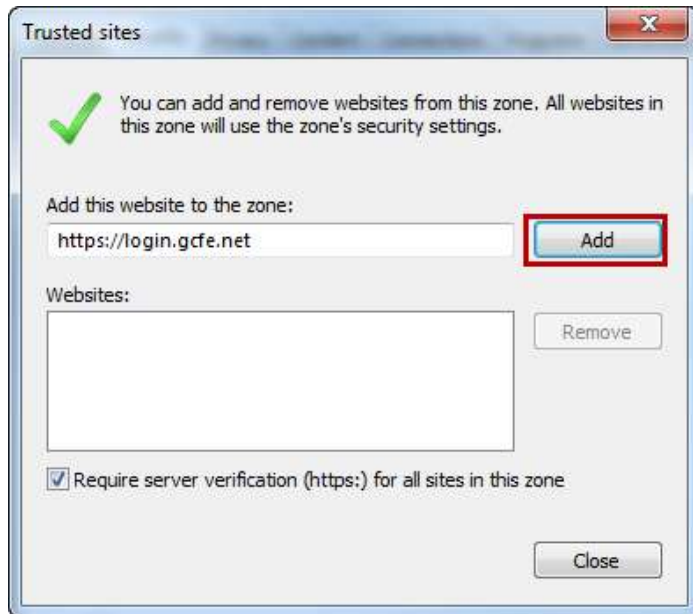 Trusted sites
You can add and remove websites from this zone. All websites in
this zone will use the zone's security settings.
Add this website to the zone:
https://login.gcfe.net
Add
Websites:
Remove
Require server verification (https:) for all sites in this zone
Close